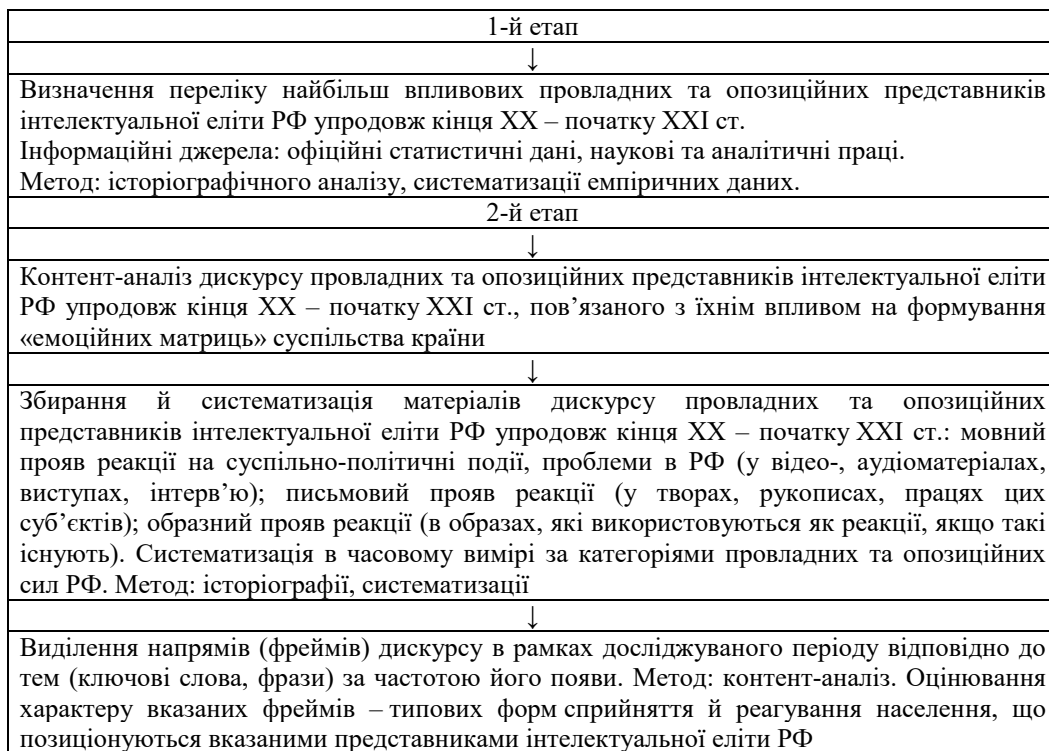 1-й етап
↓
Визначення переліку найбільш впливових провладних та опозиційних представників
інтелектуальної еліти РФ упродовж кінця ХХ – початку ХХІ ст.
Інформаційні джерела: офіційні статистичні дані, наукові та аналітичні праці.
Метод: історіографічного аналізу, систематизації емпіричних даних.
2-й етап
↓
Контент-аналіз дискурсу провладних та опозиційних представників інтелектуальної еліти
РФ упродовж кінця ХХ – початку ХХІ ст., пов’язаного з їхнім впливом на формування
«емоційних матриць» суспільства країни
↓
Збирання й систематизація матеріалів дискурсу провладних та опозиційних
представників інтелектуальної еліти РФ упродовж кінця ХХ – початку ХХІ ст.: мовний
прояв реакції на суспільно-політичні події, проблеми в РФ (у відео-, аудіоматеріалах,
виступах, інтерв’ю); письмовий прояв реакції (у творах, рукописах, працях цих
суб’єктів); образний прояв реакції (в образах, які використовуються як реакції, якщо такі
існують). Систематизація в часовому вимірі за категоріями провладних та опозиційних
сил РФ. Метод: історіографії, систематизації
↓
Виділення напрямів (фреймів) дискурсу в рамках досліджуваного періоду відповідно до
тем (ключові слова, фрази) за частотою його появи. Метод: контент-аналіз. Оцінювання
характеру вказаних фреймів – типових форм сприйняття й реагування населення, що
позиціонуються вказаними представниками інтелектуальної еліти РФ